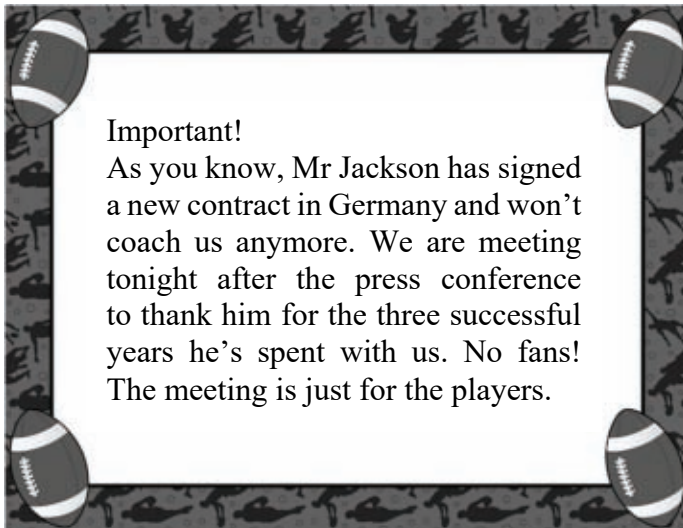 Important!
As you know, Mr Jackson has signed
a new contract in Germany and won’t
coach us anymore. We are meeting
tonight after the press conference
to thank him for the three successful
years he’s spent with us. No fans!
The meeting is just for the players.